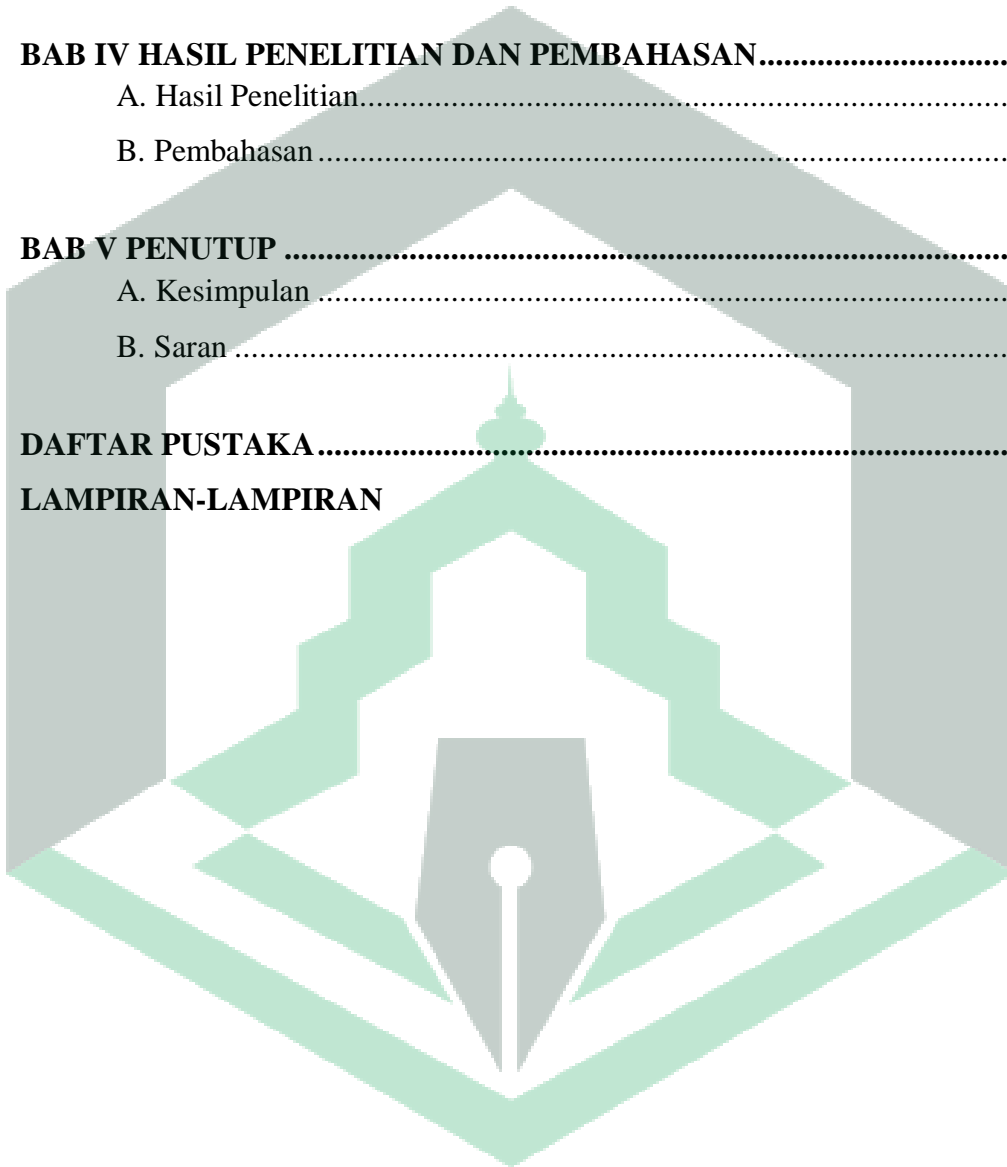 BAB IV HASIL PENELITIAN DAN PEMBAHASAN..............................
A. Hasil Penelitian................................................................................
B. Pembahasan.....................................................................................
BAB V PENUTUP........................................................................................
A. Kesimpulan.....................................................................................
B. Saran...............................................................................................
DAFTAR PUSTAKA...................................................................................
LAMPIRAN-LAMPIRAN